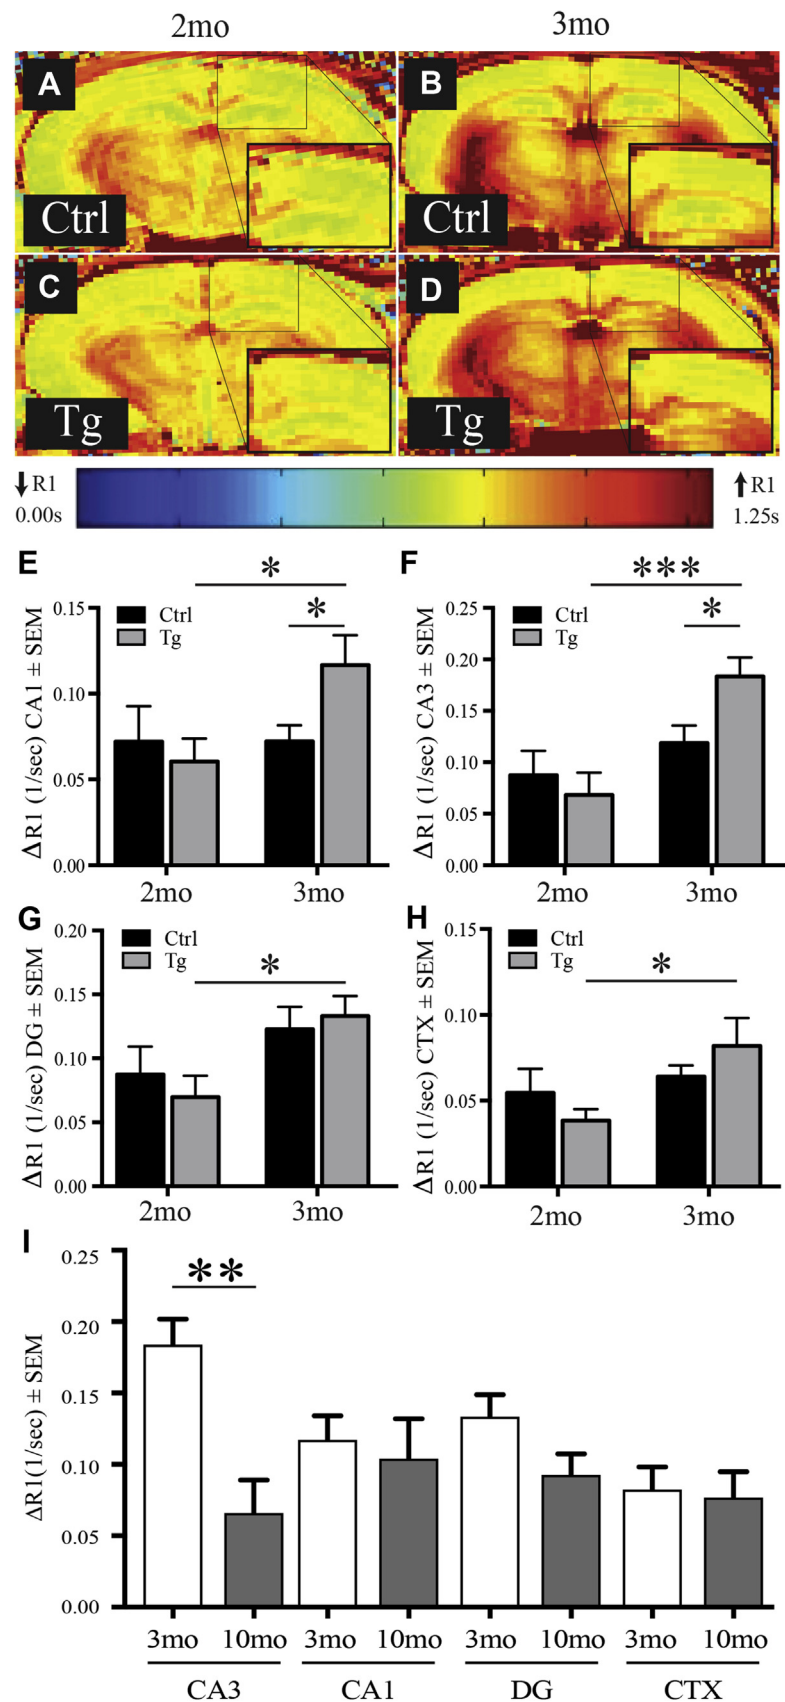 2mo 3mo
A B
Ctrl Ctrl
C D
Tg Tg
↓R1 ↑R1
0.00s 1.25s
E
*
*
0.15
0.10
0.05
0.00
ΔR1 (1/sec) CA1 ± SEM
Ctrl
Tg
2mo 3mo
F
***
*
0.25
0.20
0.15
0.10
0.05
0.00
ΔR1 (1/sec) CA3 ± SEM
Ctrl
Tg
2mo 3mo
G
*
0.20
0.15
0.10
0.05
0.00
ΔR1 (1/sec) DG ± SEM
Ctrl
Tg
2mo 3mo
H
*
0.15
0.10
0.05
0.00
ΔR1 (1/sec) CTX ± SEM
Ctrl
Tg
2mo 3mo
I
**
0.25
0.20
0.15
0.10
0.05
0.00
ΔR1(1/sec) ± SEM
3mo 10mo 3mo 10mo 3mo 10mo 3mo 10mo
CA3 CA1 DG CTX